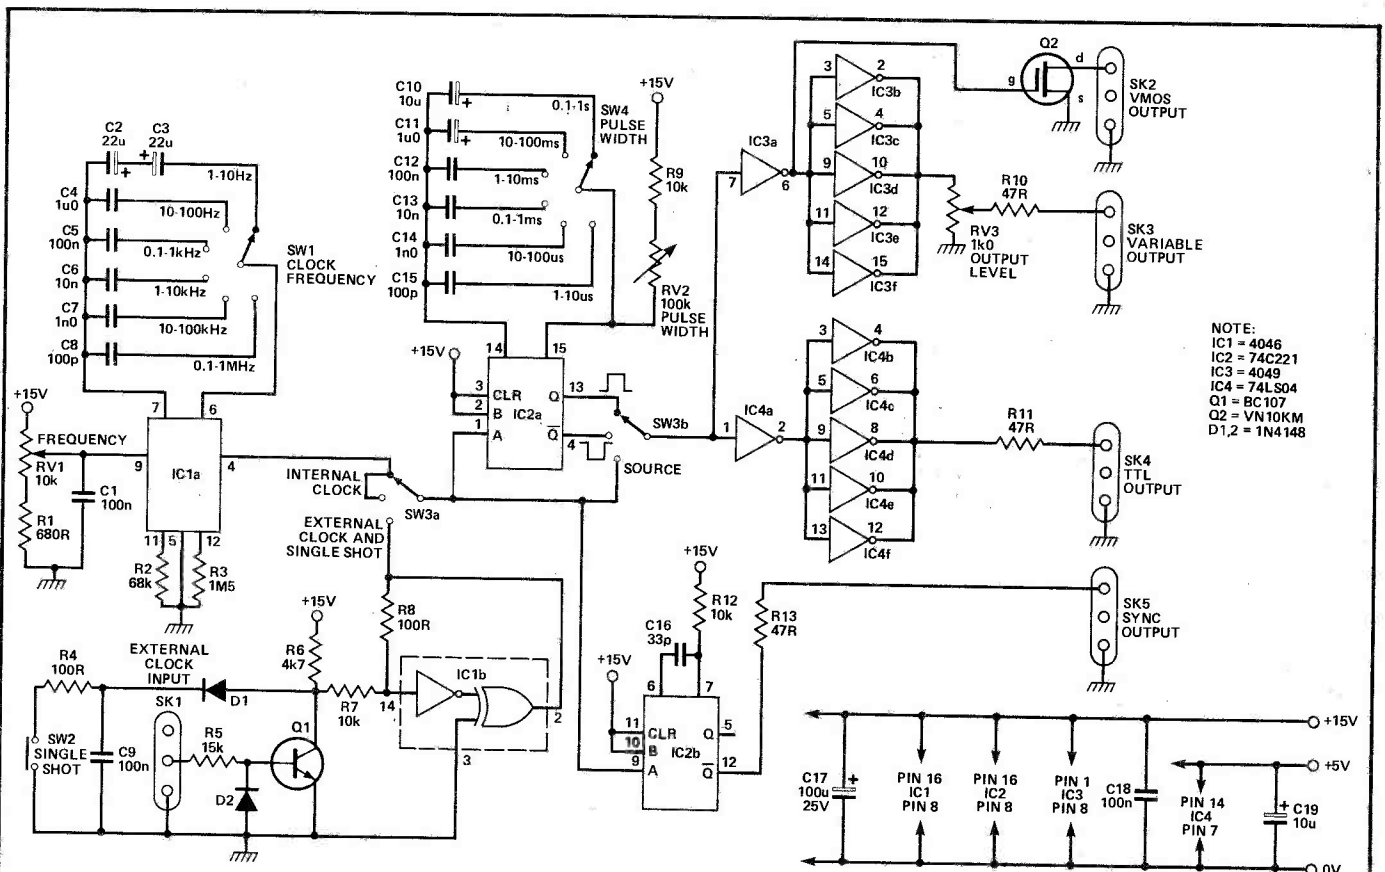 C2
22u
C3
22u
1-10Hz
C4
1u0
10-100Hz
C5
100n
0.1-1kHz
C6
10n
1-10kHz
C7
1n0
10-100kHz
C8
100p
0.1-1MHz
SW1
CLOCK
FREQUENCY
+15V
FREQUENCY
RV1
10k
R1
680R
C1
100n
7
6
9
IC1a
4
11
5
12
R2
68k
R3
1M5
INTERNAL
CLOCK
SW3a
EXTERNAL
CLOCK AND
SINGLE SHOT
C10
10u
0.1-1s
C11
1u0
10-100ms
C12
100n
1-10ms
C13
10n
0.1-1ms
C14
1n0
10-100us
C15
100p
1-10us
SW4
PULSE
WIDTH
+15V
R9
10k
RV2
100k
PULSE
WIDTH
+15V
14
15
3
CLR
Q
13
2
B
IC2a
1
A
Q
4
SW3b
SOURCE
IC3a
7
6
3
2
IC3b
5
4
IC3c
9
10
IC3d
11
12
IC3e
14
15
IC3f
Q2
g
d
s
SK2
VMOS
OUTPUT
R10
47R
RV3
1k0
OUTPUT
LEVEL
SK3
VARIABLE
OUTPUT
IC4a
1
2
3
4
IC4b
5
6
IC4c
9
8
IC4d
11
10
IC4e
13
12
IC4f
R11
47R
SK4
TTL
OUTPUT
NOTE:
IC1 = 4046
IC2 = 74C221
IC3 = 4049
IC4 = 74LS04
Q1 = BC107
Q2 = VN10KM
D1,2 = 1N4148
R4
100R
EXTERNAL
CLOCK
INPUT
SK1
D1
+15V
R6
4k7
R8
100R
R7
10k
14
IC1b
2
3
SW2
SINGLE
SHOT
C9
100n
R5
15k
Q1
D2
+15V
R12
10k
C16
33p
+15V
6
7
11
CLR
Q
5
10
B
IC2b
9
A
Q
12
R13
47R
SK5
SYNC
OUTPUT
+15V
+5V
0V
C17
100u
25V
PIN 16
IC1
PIN 8
PIN 16
IC2
PIN 8
PIN 1
IC3
PIN 8
C18
100n
PIN 14
IC4
PIN 7
C19
10u